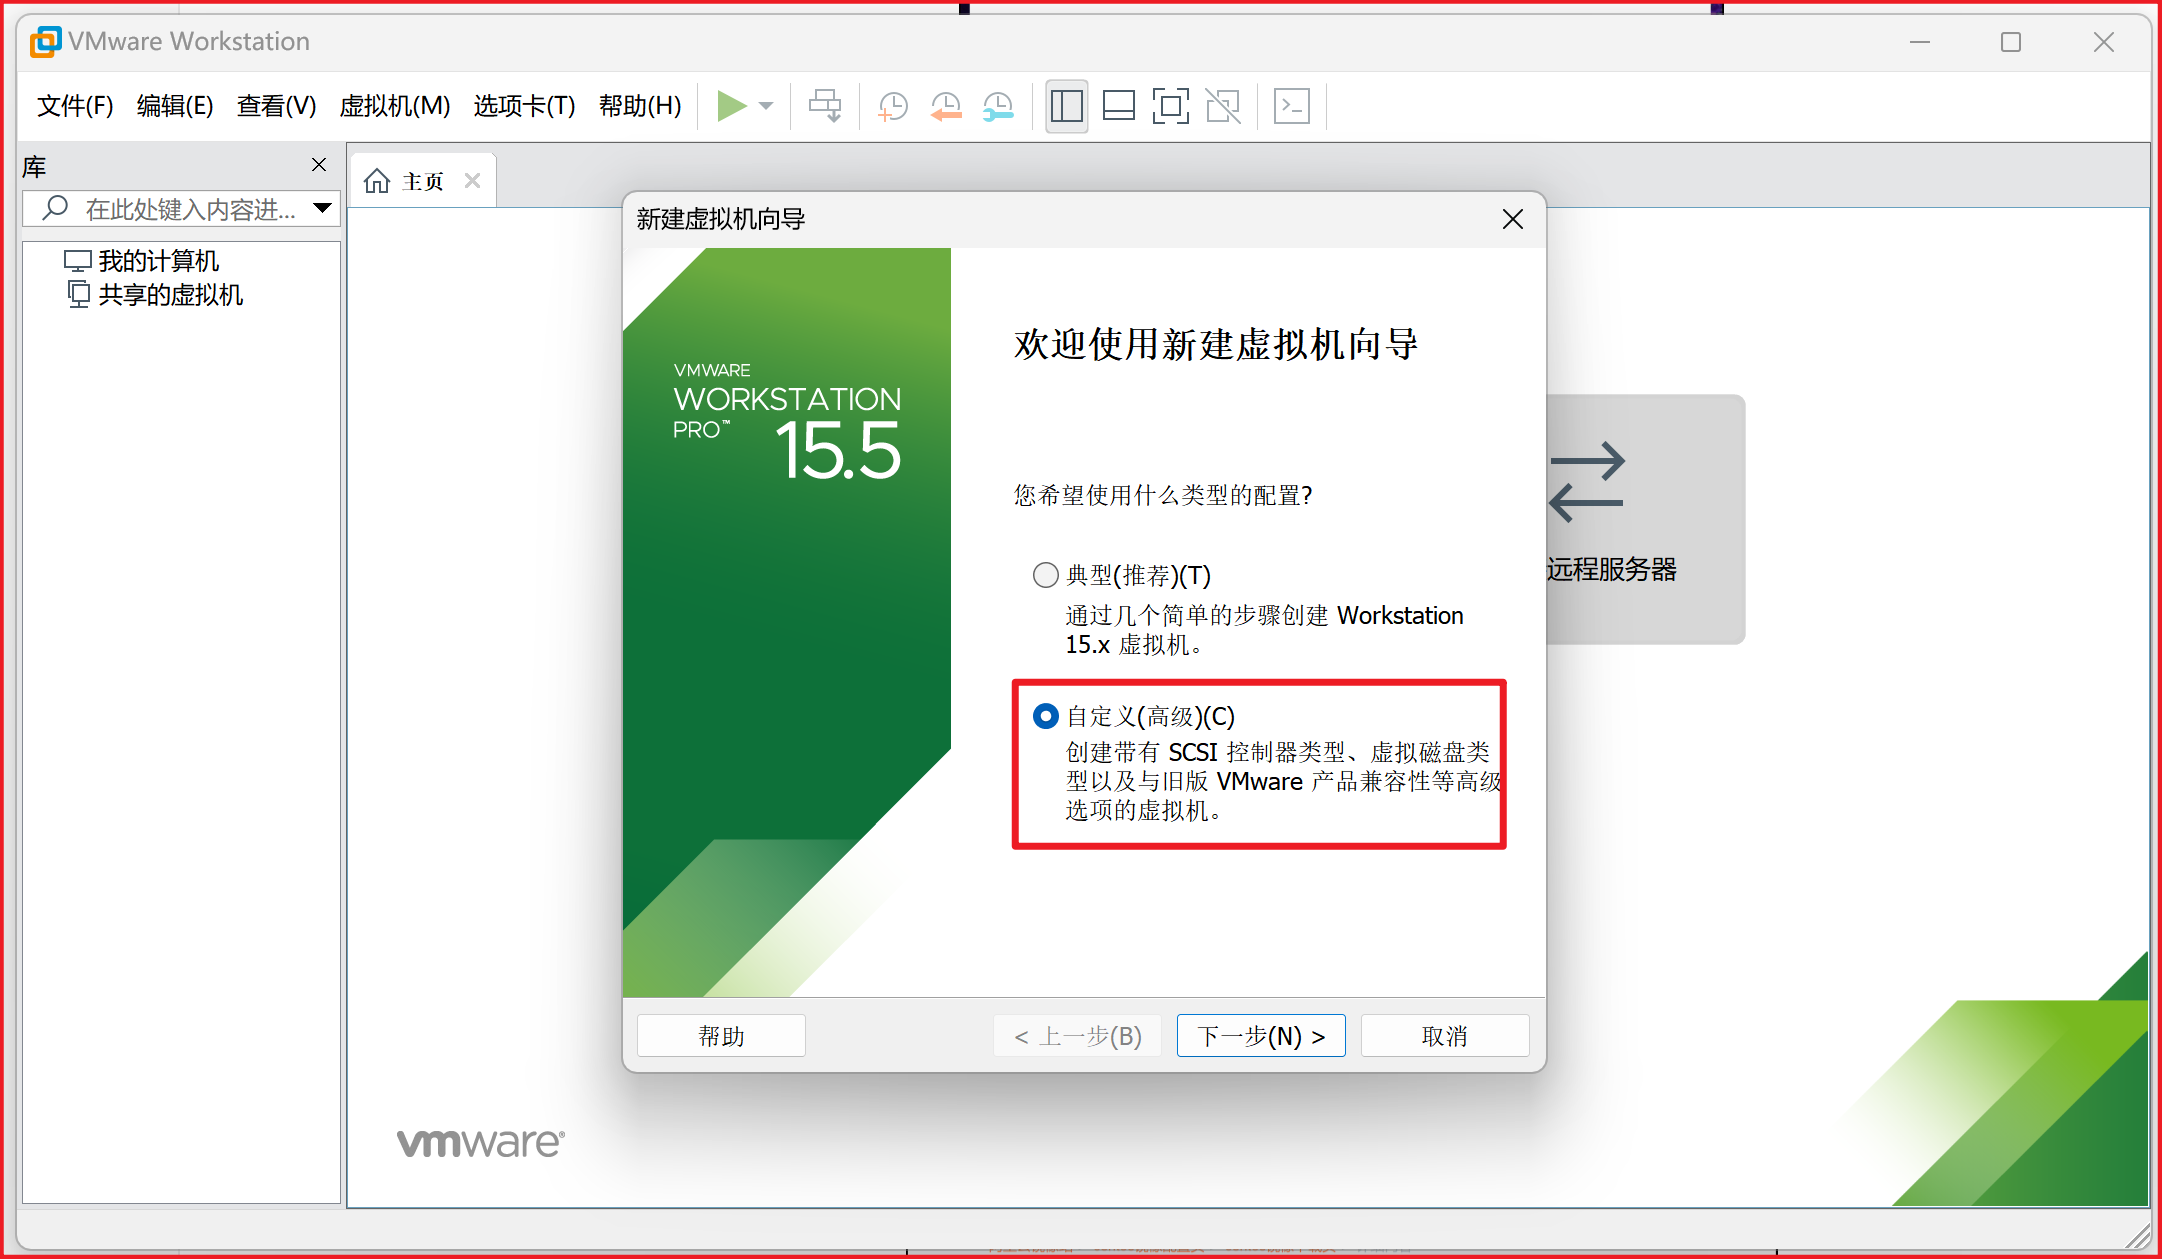 VMware Workstation
文件(F) 编辑(E) 查看(V) 虚拟机(M) 选项卡(T) 帮助(H)
库
在此处键入内容进...
我的计算机
共享的虚拟机
主页
新建虚拟机向导
VMWARE
WORKSTATION
PRO™ 15.5
欢迎使用新建虚拟机向导
您希望使用什么类型的配置?
典型(推荐)(T)
通过几个简单的步骤创建 Workstation
15.x 虚拟机。
自定义(高级)(C)
创建带有 SCSI 控制器类型、虚拟磁盘类
型以及与旧版 VMware 产品兼容性等高级
选项的虚拟机。
远程服务器
帮助
< 上一步(B)
下一步(N) >
取消
vmware®